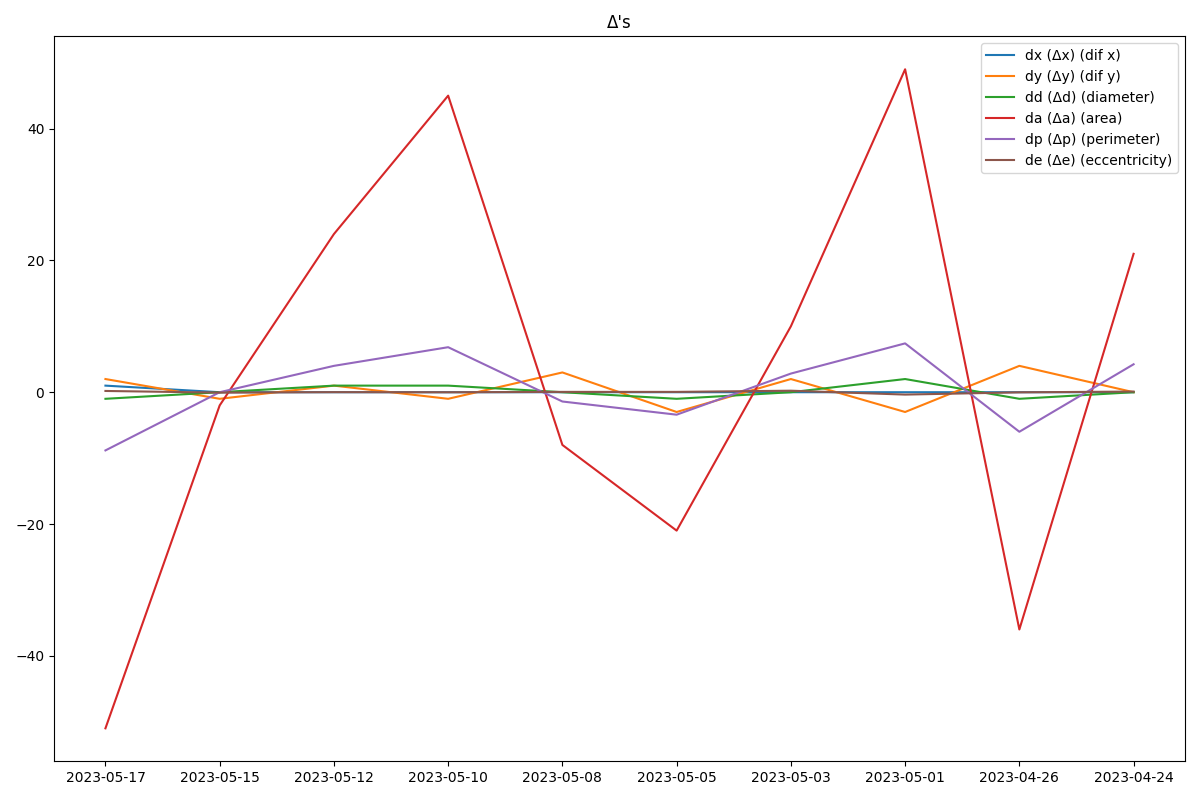 Δ's
dx (Δx) (dif x)
dy (Δy) (dif y)
dd (Δd) (diameter)
da (Δa) (area)
dp (Δp) (perimeter)
de (Δe) (eccentricity)
40
20
0
−20
−40
2023-05-17 2023-05-15 2023-05-12 2023-05-10 2023-05-08 2023-05-05 2023-05-03 2023-05-01 2023-04-26 2023-04-24